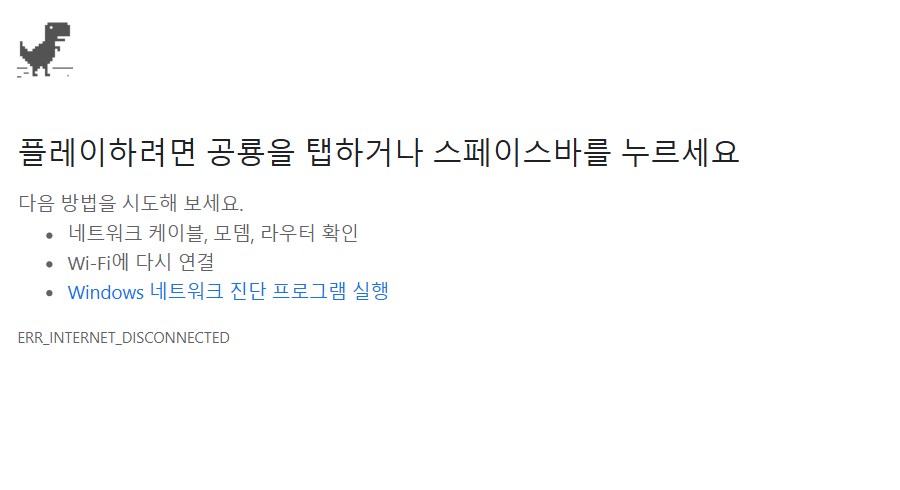 플레이하려면 공룡을 탭하거나 스페이스바를 누르세요
다음 방법을 시도해 보세요.
네트워크 케이블, 모뎀, 라우터 확인
Wi-Fi에 다시 연결
Windows 네트워크 진단 프로그램 실행
ERR_INTERNET_DISCONNECTED